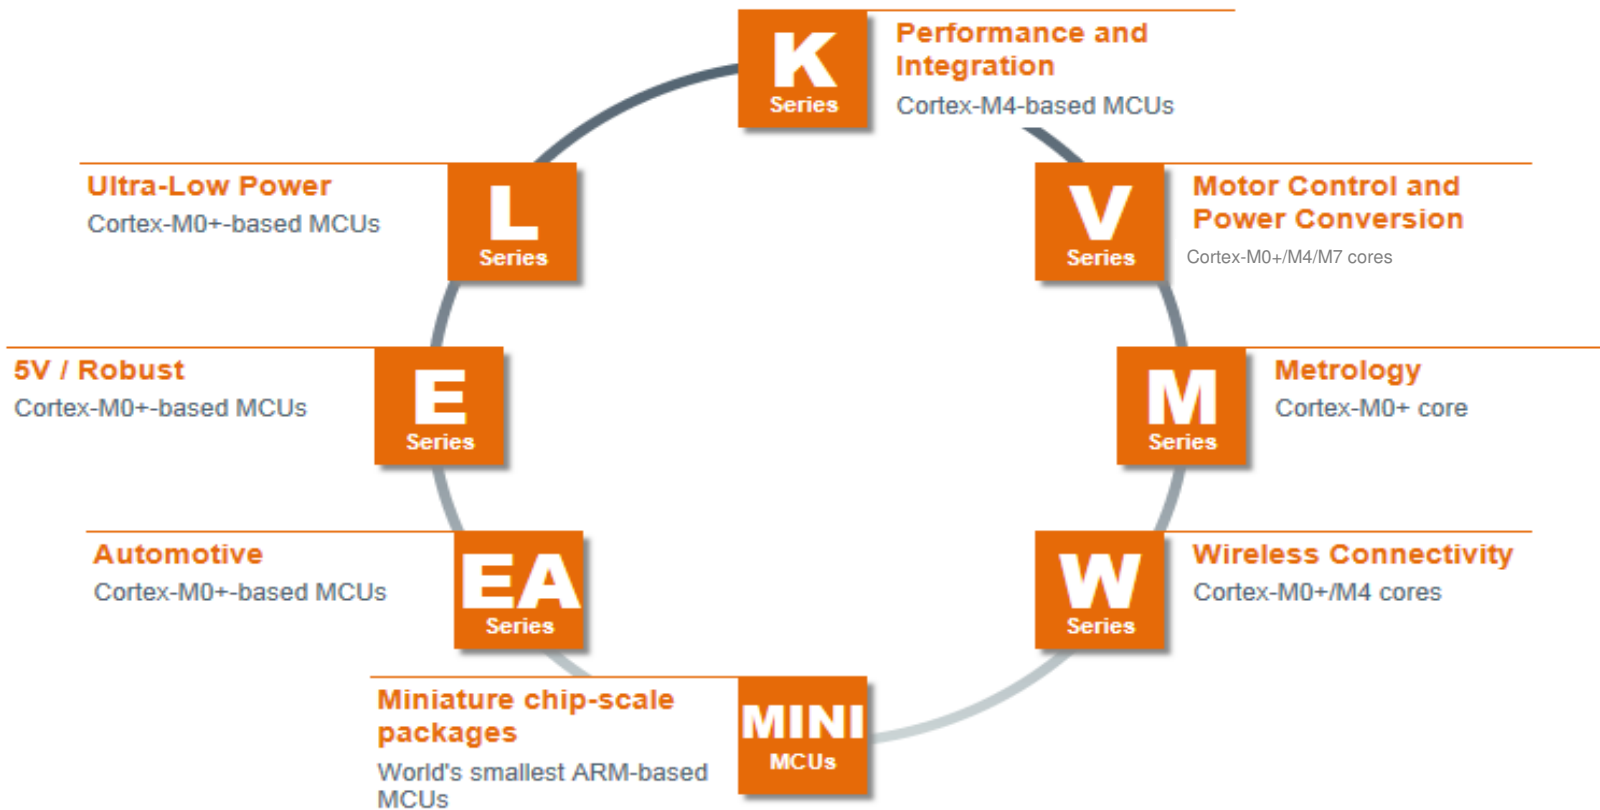 K
Series
Performance and
Integration
Cortex-M4-based MCUs
Ultra-Low Power
Cortex-M0+-based MCUs
L
Series
V
Series
Motor Control and
Power Conversion
Cortex-M0+/M4/M7 cores
5V / Robust
Cortex-M0+-based MCUs
E
Series
M
Series
Metrology
Cortex-M0+ core
Automotive
Cortex-M0+-based MCUs
EA
Series
W
Series
Wireless Connectivity
Cortex-M0+/M4 cores
Miniature chip-scale
packages
World's smallest ARM-based
MCUs
MINI
MCUs